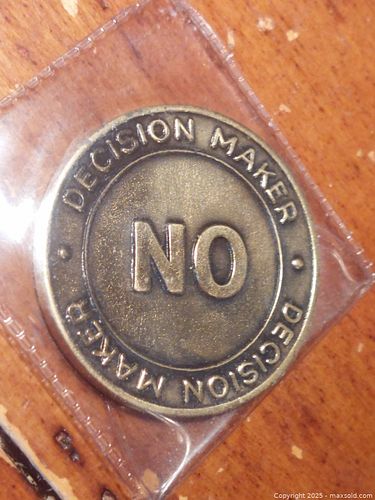 DECISION MAKER
NO
DECISION MAKER
Copyright 2025 - maxsold.com